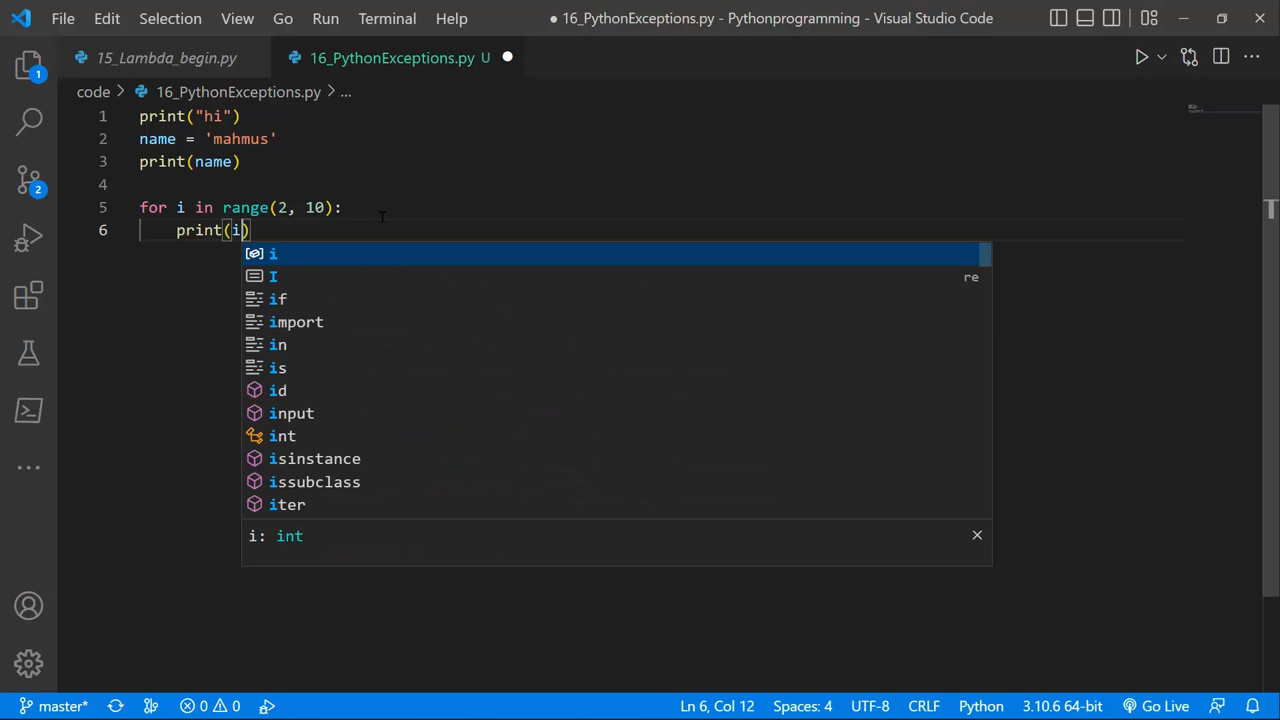 File Edit Selection View Go Run Terminal Help ● 16_PythonExceptions.py - Pythonprogramming - Visual Studio Code
1
15_Lambda_begin.py
16_PythonExceptions.py U
code > 16_PythonExceptions.py > ...
1 print("hi")
2 name = 'mahmus'
3 print(name)
4
5 for i in range(2, 10):
6 print(i)
2
i
I re
if
import
in
is
id
input
int
isinstance
issubclass
iter
i: int
master* 0 0 Ln 6, Col 12 Spaces: 4 UTF-8 CRLF Python 3.10.6 64-bit Go Live